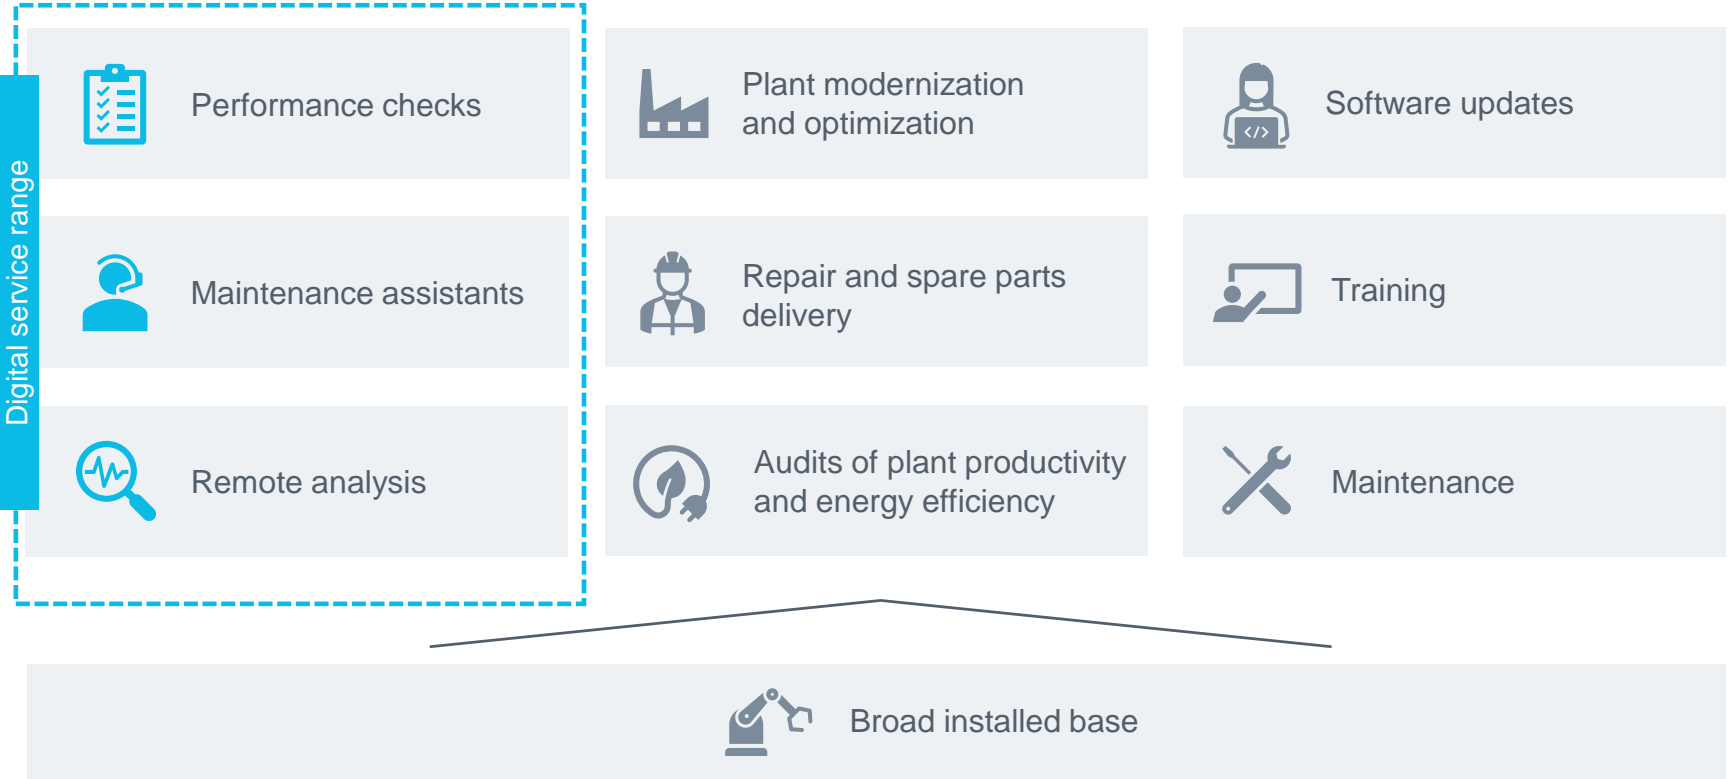 Digital service range
Performance checks
Plant modernization
and optimization
Software updates
</>
Maintenance assistants
Repair and spare parts
delivery
Training
Remote analysis
Audits of plant productivity
and energy efficiency
Maintenance
Broad installed base